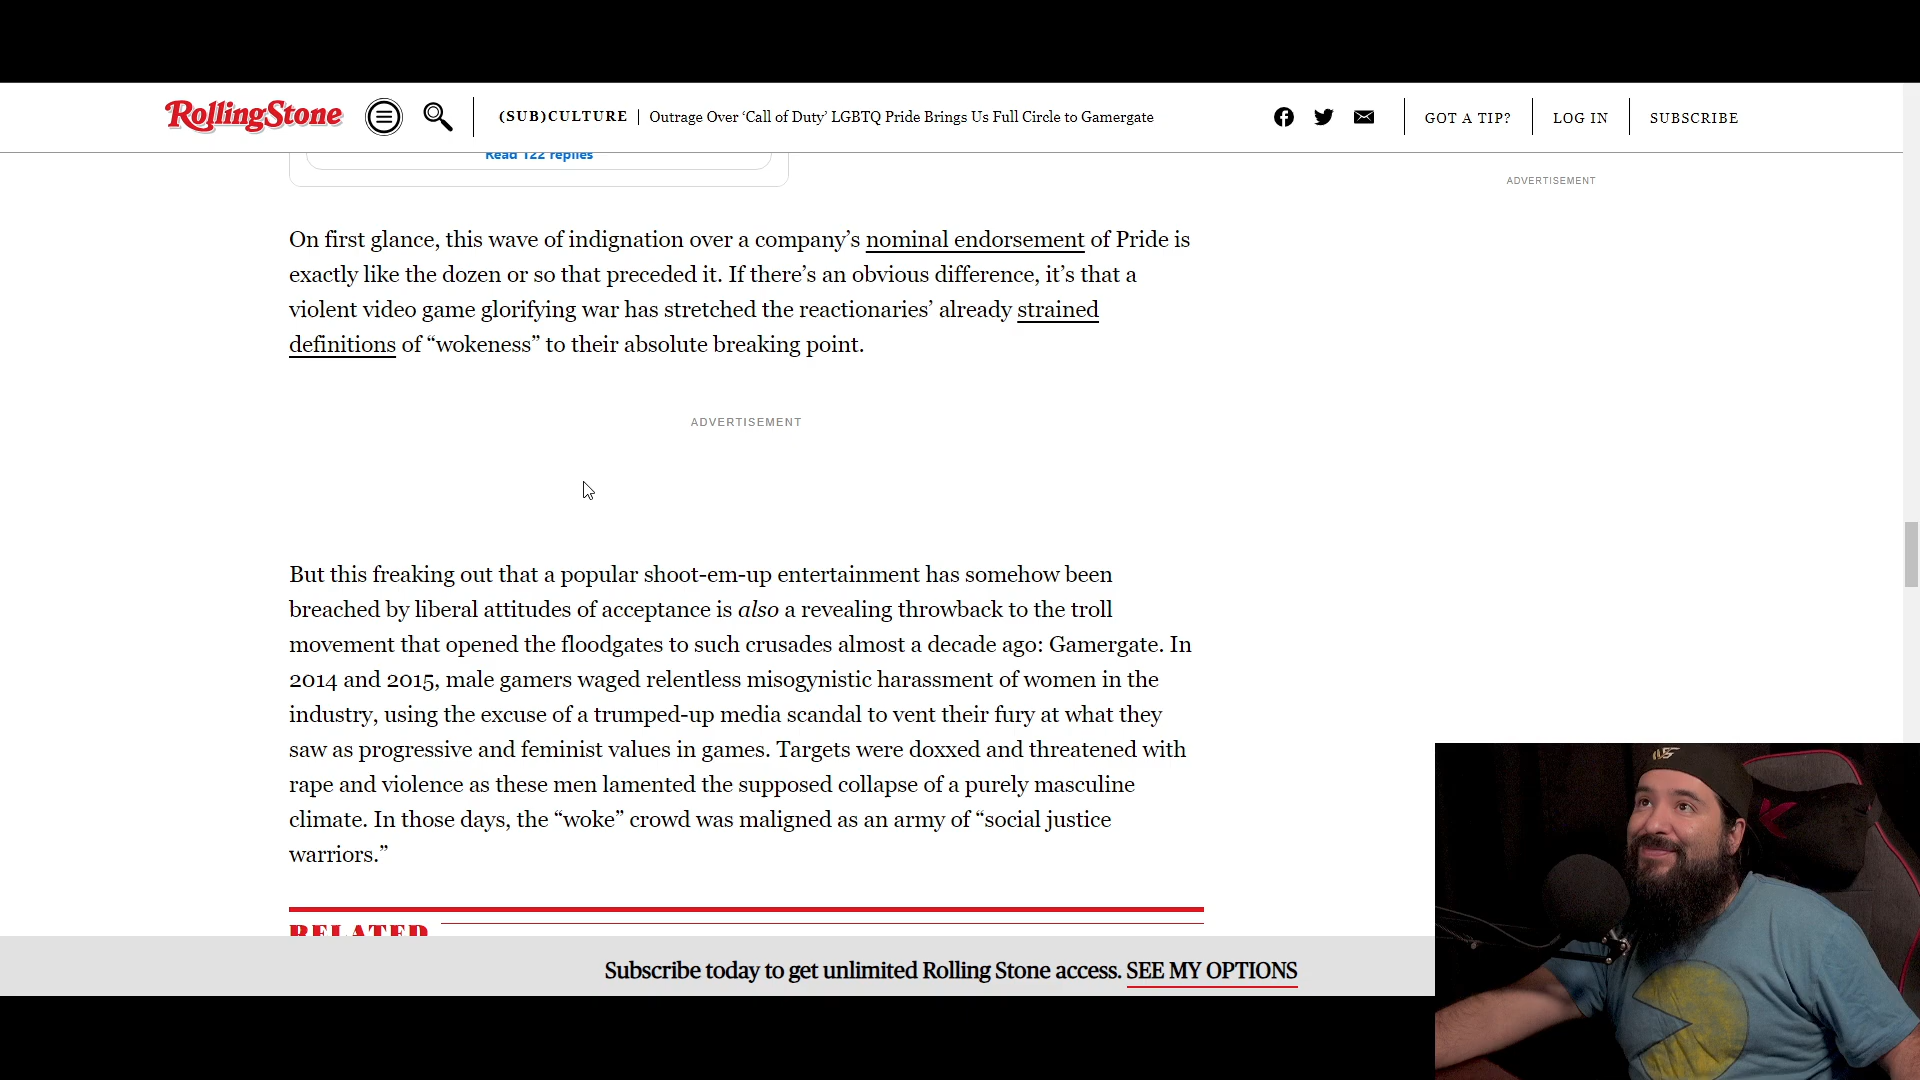 RollingStone
(SUB)CULTURE | Outrage Over ‘Call of Duty’ LGBTQ Pride Brings Us Full Circle to Gamergate
GOT A TIP?
LOG IN
SUBSCRIBE
Read 122 replies
ADVERTISEMENT
On first glance, this wave of indignation over a company’s nominal endorsement of Pride is
exactly like the dozen or so that preceded it. If there’s an obvious difference, it’s that a
violent video game glorifying war has stretched the reactionaries’ already strained
definitions of “wokeness” to their absolute breaking point.
ADVERTISEMENT
But this freaking out that a popular shoot-em-up entertainment has somehow been
breached by liberal attitudes of acceptance is also a revealing throwback to the troll
movement that opened the floodgates to such crusades almost a decade ago: Gamergate. In
2014 and 2015, male gamers waged relentless misogynistic harassment of women in the
industry, using the excuse of a trumped-up media scandal to vent their fury at what they
saw as progressive and feminist values in games. Targets were doxxed and threatened with
rape and violence as these men lamented the supposed collapse of a purely masculine
climate. In those days, the “woke” crowd was maligned as an army of “social justice
warriors.”
RELATED
Subscribe today to get unlimited Rolling Stone access. SEE MY OPTIONS